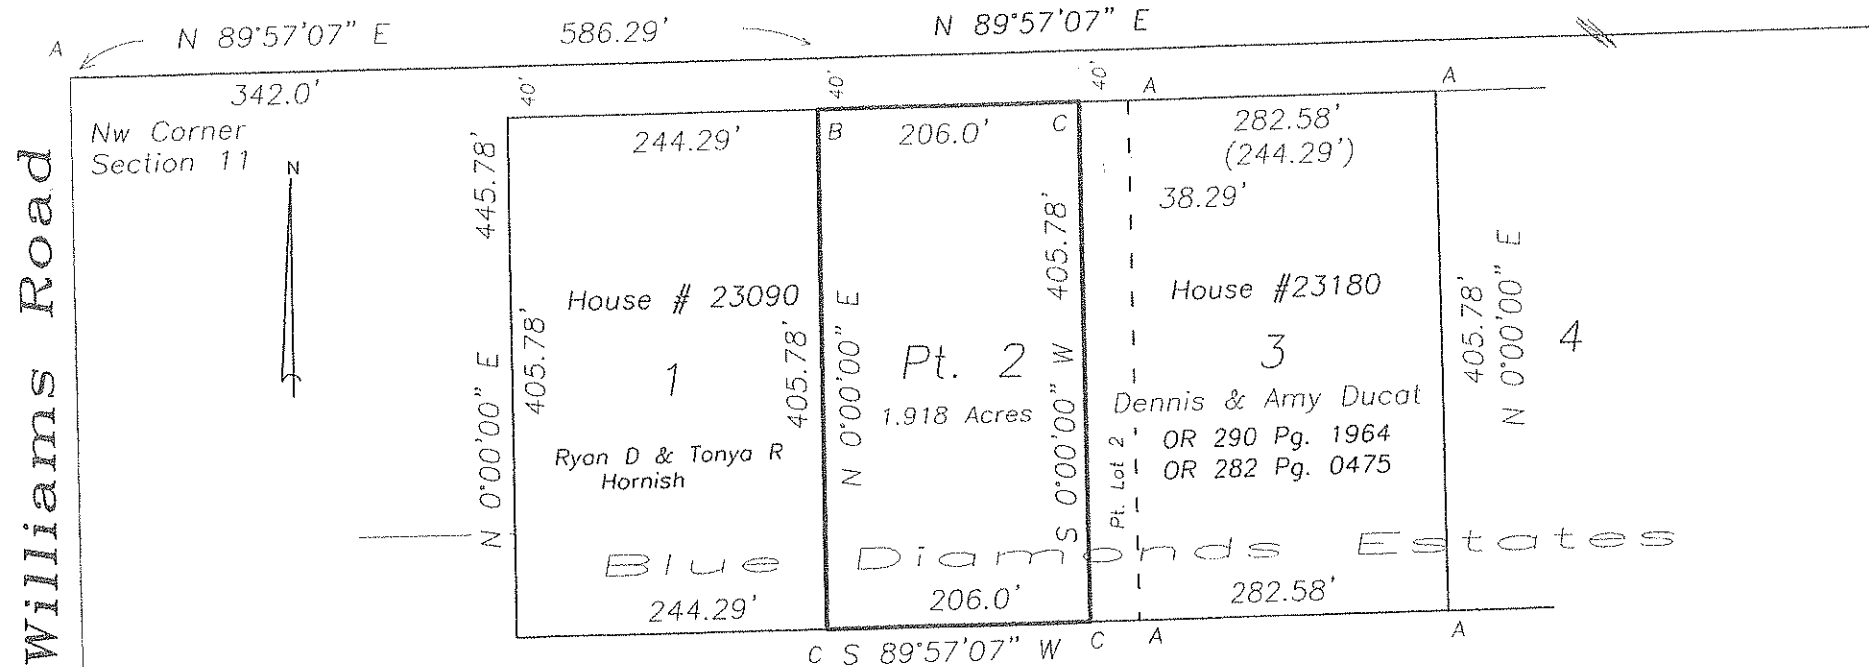 A
N 89°57'07" E
586.29'
N 89°57'07" E
342.0'
40'
40'
40'
A
A
Nw Corner
Section 11
N
Williams Road
445.78'
N 0°00'00" E
244.29'
405.78'
House # 23090
1
405.78'
Ryan D & Tonya R
Hornish
244.29'
B
206.0'
C
N 0°00'00" E
Pt. 2
1.918 Acres
405.78'
S 0°00'00" W
206.0'
282.58'
(244.29')
38.29'
House #23180
3
Dennis & Amy Ducat
OR 290 Pg. 1964
OR 282 Pg. 0475
Pt. Lot 2
405.78'
N 0°00'00" E
4
Blue Diamonds Estates
282.58'
C S 89°57'07" W C
A
A